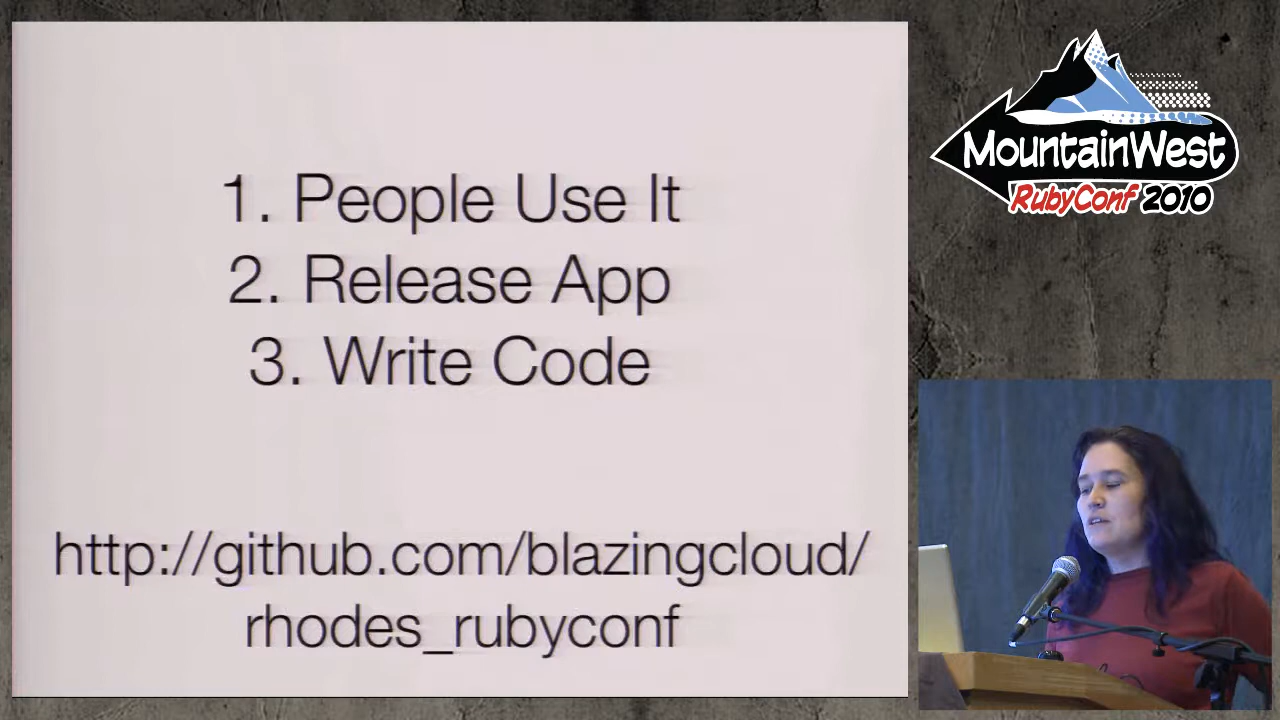 1. People Use It
2. Release App
3. Write Code
http://github.com/blazingcloud/
rhodes_rubyconf
MountainWest
RubyConf 2010